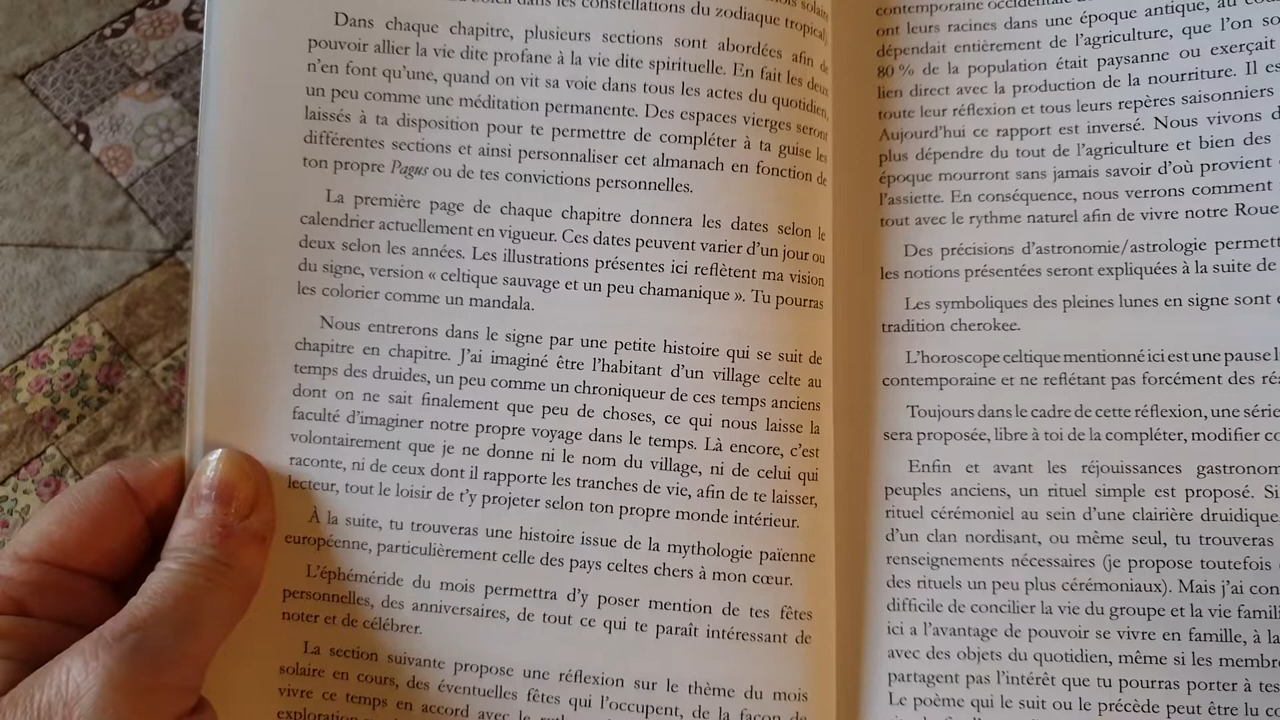 dans les constellations du zodiaque tropical)
Dans chaque chapitre, plusieurs sections sont abordées afin de
pouvoir allier la vie dite profane à la vie dite spirituelle. En fait les deux
n'en font qu'une, quand on vit sa voie dans tous les actes du quotidien,
un peu comme une méditation permanente. Des espaces vierges seront
laissés à ta disposition pour te permettre de compléter à ta guise les
différentes sections et ainsi personnaliser cet almanach en fonction de
ton propre Pagus ou de tes convictions personnelles.
La première page de chaque chapitre donnera les dates selon le
calendrier actuellement en vigueur. Ces dates peuvent varier d'un jour ou
deux selon les années. Les illustrations présentes ici reflètent ma vision
du signe, version « celtique sauvage et un peu chamanique ». Tu pourras
les colorier comme un mandala.
Nous entrerons dans le signe par une petite histoire qui se suit de
chapitre en chapitre. J'ai imaginé être l'habitant d'un village celte au
temps des druides, un peu comme un chroniqueur de ces temps anciens
dont on ne sait finalement que peu de choses, ce qui nous laisse la
faculté d'imaginer notre propre voyage dans le temps. Là encore, c'est
volontairement que je ne donne ni le nom du village, ni de celui qui
raconte, ni de ceux dont il rapporte les tranches de vie, afin de te laisser,
lecteur, tout le loisir de t'y projeter selon ton propre monde intérieur.
À la suite, tu trouveras une histoire issue de la mythologie païenne
européenne, particulièrement celle des pays celtes chers à mon cœur.
L'éphéméride du mois permettra d'y poser mention de tes fêtes
personnelles, des anniversaires, de tout ce qui te paraît intéressant de
noter et de célébrer.
La section suivante propose une réflexion sur le thème du mois
solaire en cours, des éventuelles fêtes qui l'occupent, de la façon de
vivre ce temps en accord avec le
contemporaine
ont leurs racines dans une époque antique, au
dépendait entièrement de l'agriculture, que l'on
80 % de la population était paysanne ou exerçait
lien direct avec la production de la nourriture. Il
toute leur réflexion et tous leurs repères saisonniers
Aujourd'hui ce rapport est inversé. Nous vivons
plus dépendre du tout de l'agriculture et bien des
époque mourront sans jamais savoir d'où provient
l'assiette. En conséquence, nous verrons comment
tout avec le rythme naturel afin de vivre notre
Des précisions d'astronomie/astrologie
les notions présentées seront expliquées à la suite de
Les symboliques des pleines lunes en signe sont
tradition cherokee.
L'horoscope celtique mentionné ici est une pause
contemporaine et ne reflétant pas forcément des
Toujours dans le cadre de cette réflexion, une
sera proposée, libre à toi de la compléter, modifier
Enfin et avant les réjouissances
peuples anciens, un rituel simple est proposé. Si
rituel cérémoniel au sein d'une clairière druidique
d'un clan nordisant, ou même seul, tu trouveras
renseignements nécessaires (je propose toutefois
des rituels un peu plus cérémoniaux). Mais j'ai
difficile de concilier la vie du groupe et la vie
ici a l'avantage de pouvoir se vivre en famille, à la
avec des objets du quotidien, même si les
partagent pas l'intérêt que tu pourras porter à
Le poème qui le suit ou le précède peut être lu